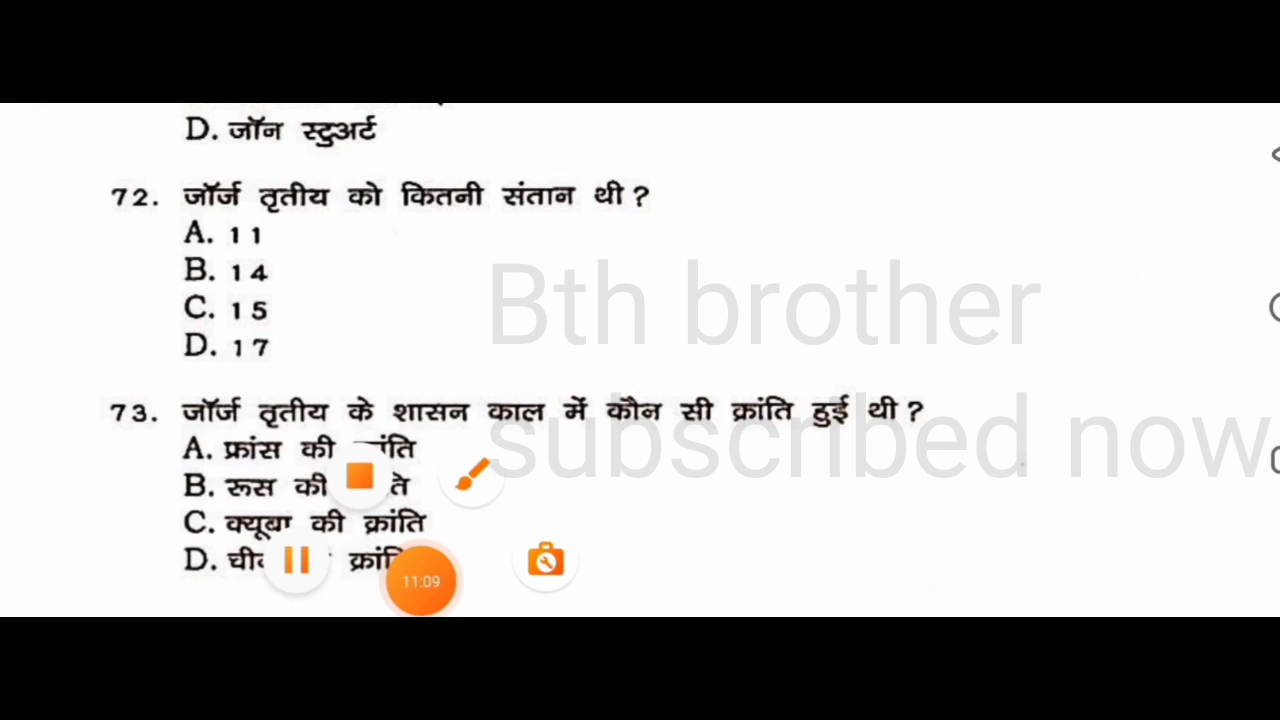 D. जॉन स्टुअर्ट
72. जॉर्ज तृतीय को कितनी संतान थी ?
A. 11
B. 14
C. 15
D. 17
Bth brother
73. जॉर्ज तृतीय के शासन काल में कौन सी क्रांति हुई थी ?
subscribed now
A. फ्रांस की
B. रूस की
C. क्यूबा की क्रांति
D.
11:09